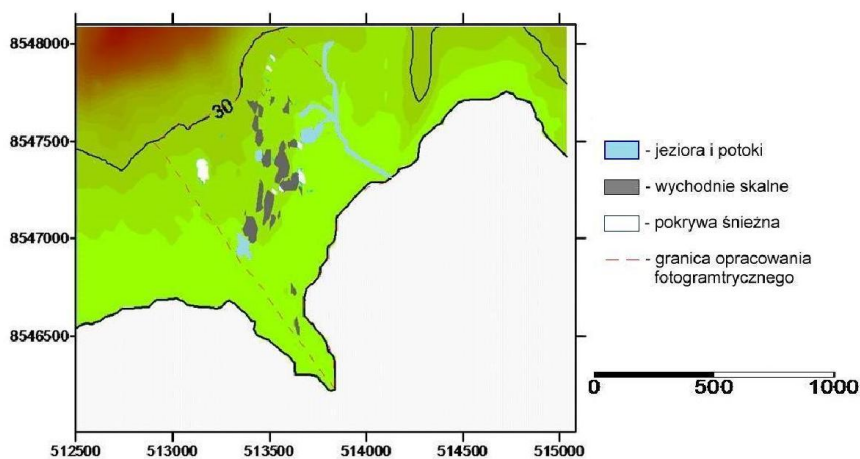 8548000
8547500
8547000
8546500
30
512500 513000 513500 514000 514500 515000
- jeziora i potoki
- wychodnie skalne
- pokrywa śnieżna
- granica opracowania
fotogramtrycznego
0 500 1000